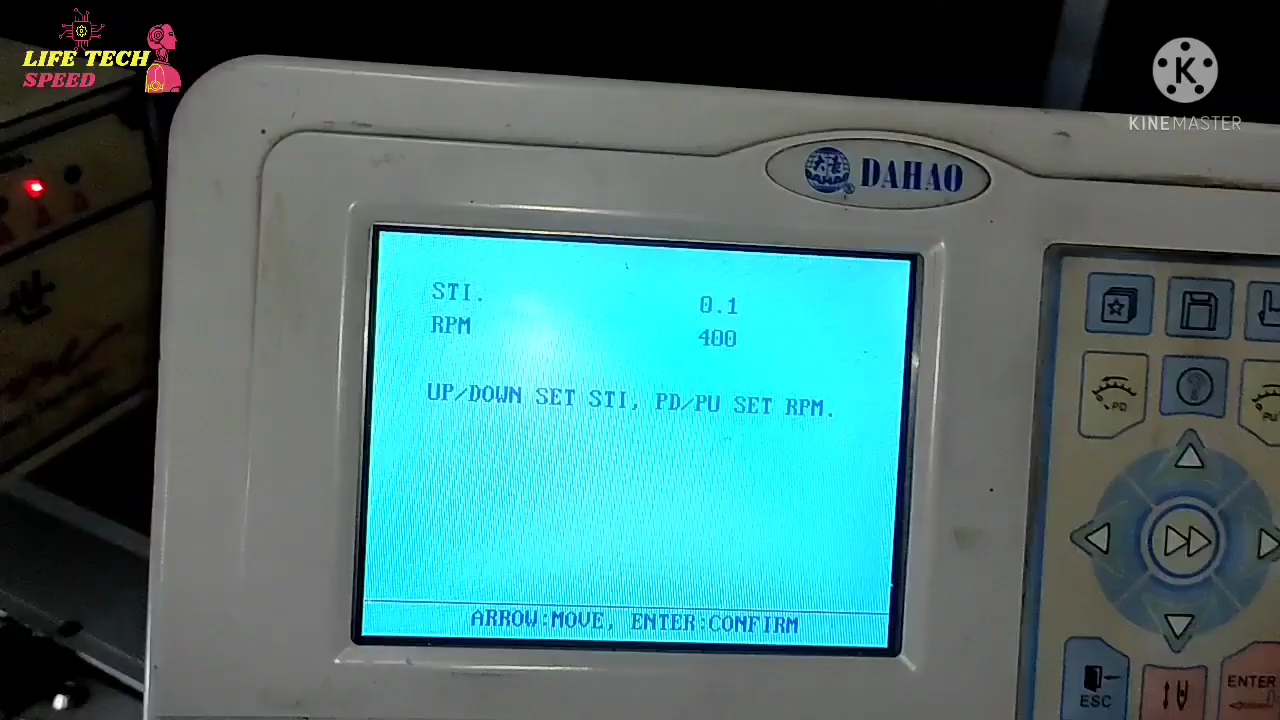 LIFE TECH
SPEED
K
KINEMASTER
DAHAO
STI. 0.1
RPM 400
UP/DOWN SET STI, PD/PU SET RPM.
ARROW:MOVE, ENTER:CONFIRM
PD
PU
ESC
ENTER